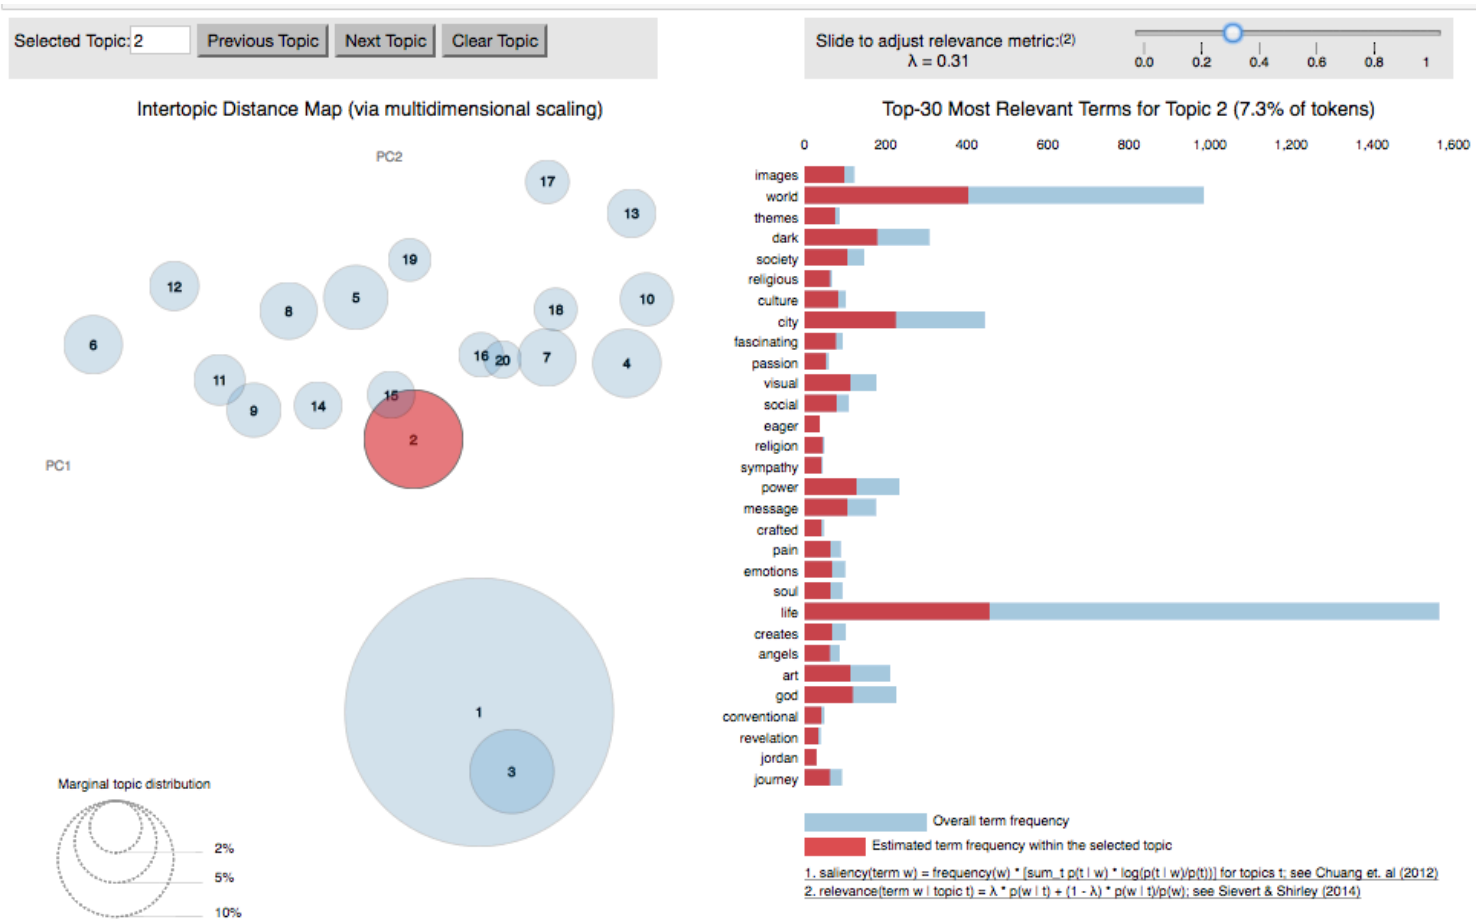 Selected Topic: 2 Previous Topic Next Topic Clear Topic
Slide to adjust relevance metric:(2)
λ = 0.31
0.0 0.2 0.4 0.6 0.8 1
Intertopic Distance Map (via multidimensional scaling)
PC2
17
13
19
12
5
10
8
18
6
16 20 7 4
11
15
14
9
2
PC1
1
3
Marginal topic distribution
2%
5%
10%
Top-30 Most Relevant Terms for Topic 2 (7.3% of tokens)
0 200 400 600 800 1,000 1,200 1,400 1,600
images
world
themes
dark
society
religious
culture
city
fascinating
passion
visual
social
eager
religion
sympathy
power
message
crafted
pain
emotions
soul
life
creates
angels
art
god
conventional
revelation
jordan
journey
Overall term frequency
Estimated term frequency within the selected topic
1. saliency(term w) = frequency(w) * [sum_t p(t | w) * log(p(t | w)/p(t))] for topics t; see Chuang et. al (2012)
2. relevance(term w | topic t) = λ * p(w | t) + (1 - λ) * p(w | t)/p(w); see Sievert & Shirley (2014)